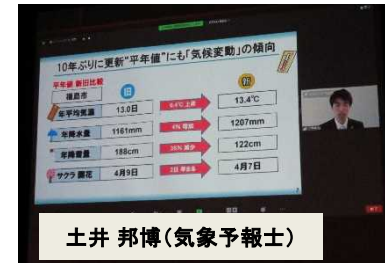 10年ぶりに更新“平年値”にも「気候変動」の傾向
平年値 新旧比較
福島市 旧 新
年平均気温 13.0日 0.4℃上昇 13.4℃
年降水量 1161mm 4%増加 1207mm
年降雪量 188cm 35%減少 122cm
サクラ開花 4月9日 2日早まる 4月7日
土井 邦博(気象予報士)